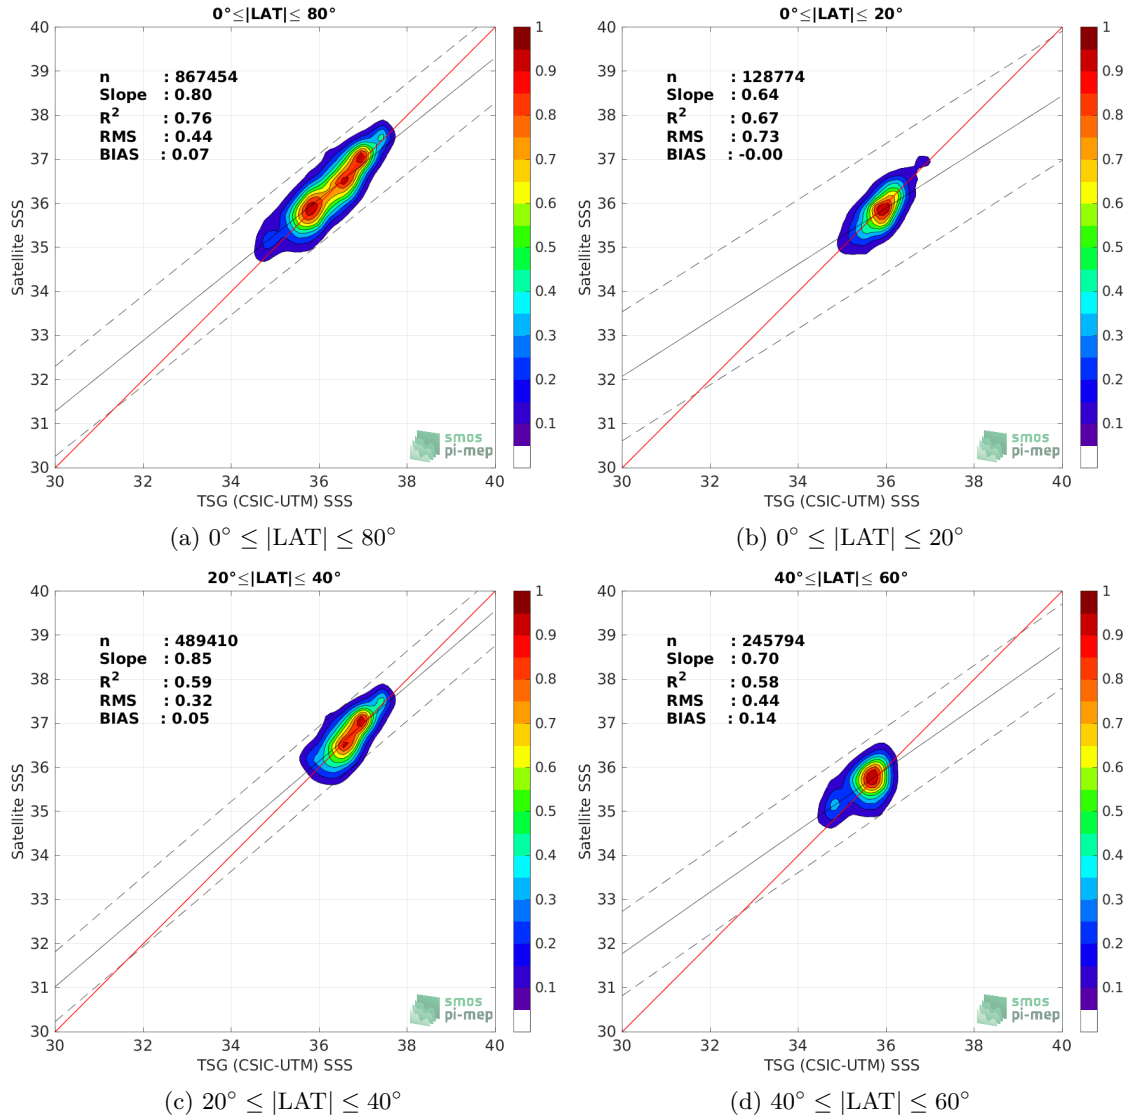 0°≤|LAT|≤ 80°
n : 867454
Slope : 0.80
R² : 0.76
RMS : 0.44
BIAS : 0.07
Satellite SSS
40
39
38
37
36
35
34
33
32
31
30
30 32 34 36 38 40
TSG (CSIC-UTM) SSS
1
0.9
0.8
0.7
0.6
0.5
0.4
0.3
0.2
0.1
smos
pi-mep
(a) 0° ≤ |LAT| ≤ 80°
0°≤|LAT|≤ 20°
n : 128774
Slope : 0.64
R² : 0.67
RMS : 0.73
BIAS : -0.00
Satellite SSS
40
39
38
37
36
35
34
33
32
31
30
30 32 34 36 38 40
TSG (CSIC-UTM) SSS
1
0.9
0.8
0.7
0.6
0.5
0.4
0.3
0.2
0.1
smos
pi-mep
(b) 0° ≤ |LAT| ≤ 20°
20°≤|LAT|≤ 40°
n : 489410
Slope : 0.85
R² : 0.59
RMS : 0.32
BIAS : 0.05
Satellite SSS
40
39
38
37
36
35
34
33
32
31
30
30 32 34 36 38 40
TSG (CSIC-UTM) SSS
1
0.9
0.8
0.7
0.6
0.5
0.4
0.3
0.2
0.1
smos
pi-mep
(c) 20° ≤ |LAT| ≤ 40°
40°≤|LAT|≤ 60°
n : 245794
Slope : 0.70
R² : 0.58
RMS : 0.44
BIAS : 0.14
Satellite SSS
40
39
38
37
36
35
34
33
32
31
30
30 32 34 36 38 40
TSG (CSIC-UTM) SSS
1
0.9
0.8
0.7
0.6
0.5
0.4
0.3
0.2
0.1
smos
pi-mep
(d) 40° ≤ |LAT| ≤ 60°